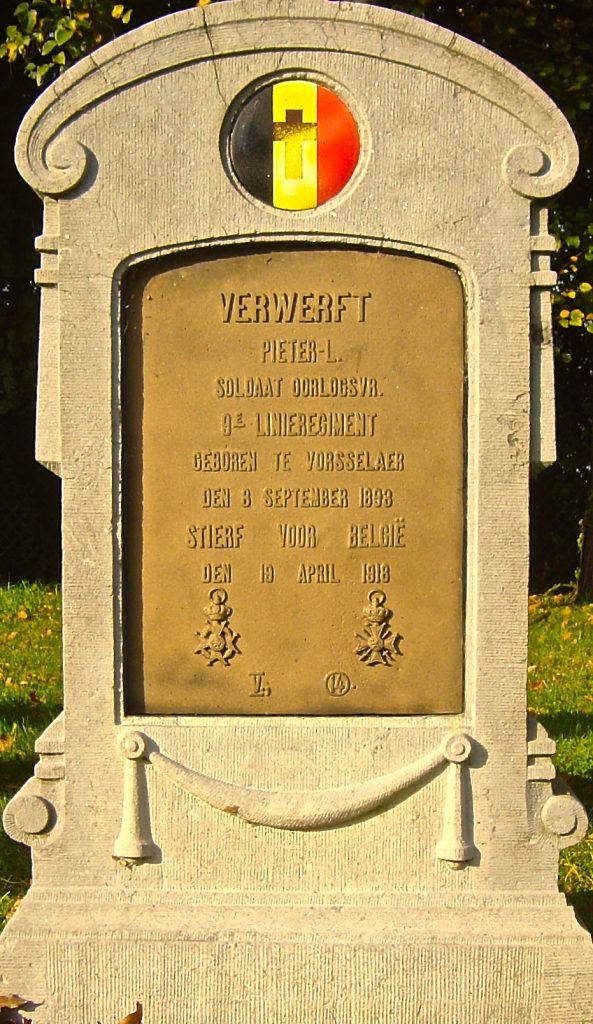 VERWERFT
PIETER-L.
SOLDAAT OORLOGSVR.
9E LINIEREGIMENT
GEBOREN TE VORSSELAER
DEN 8 SEPTEMBER 1893
STIERF VOOR BELGIË
DEN 19 APRIL 1918
V. 14.